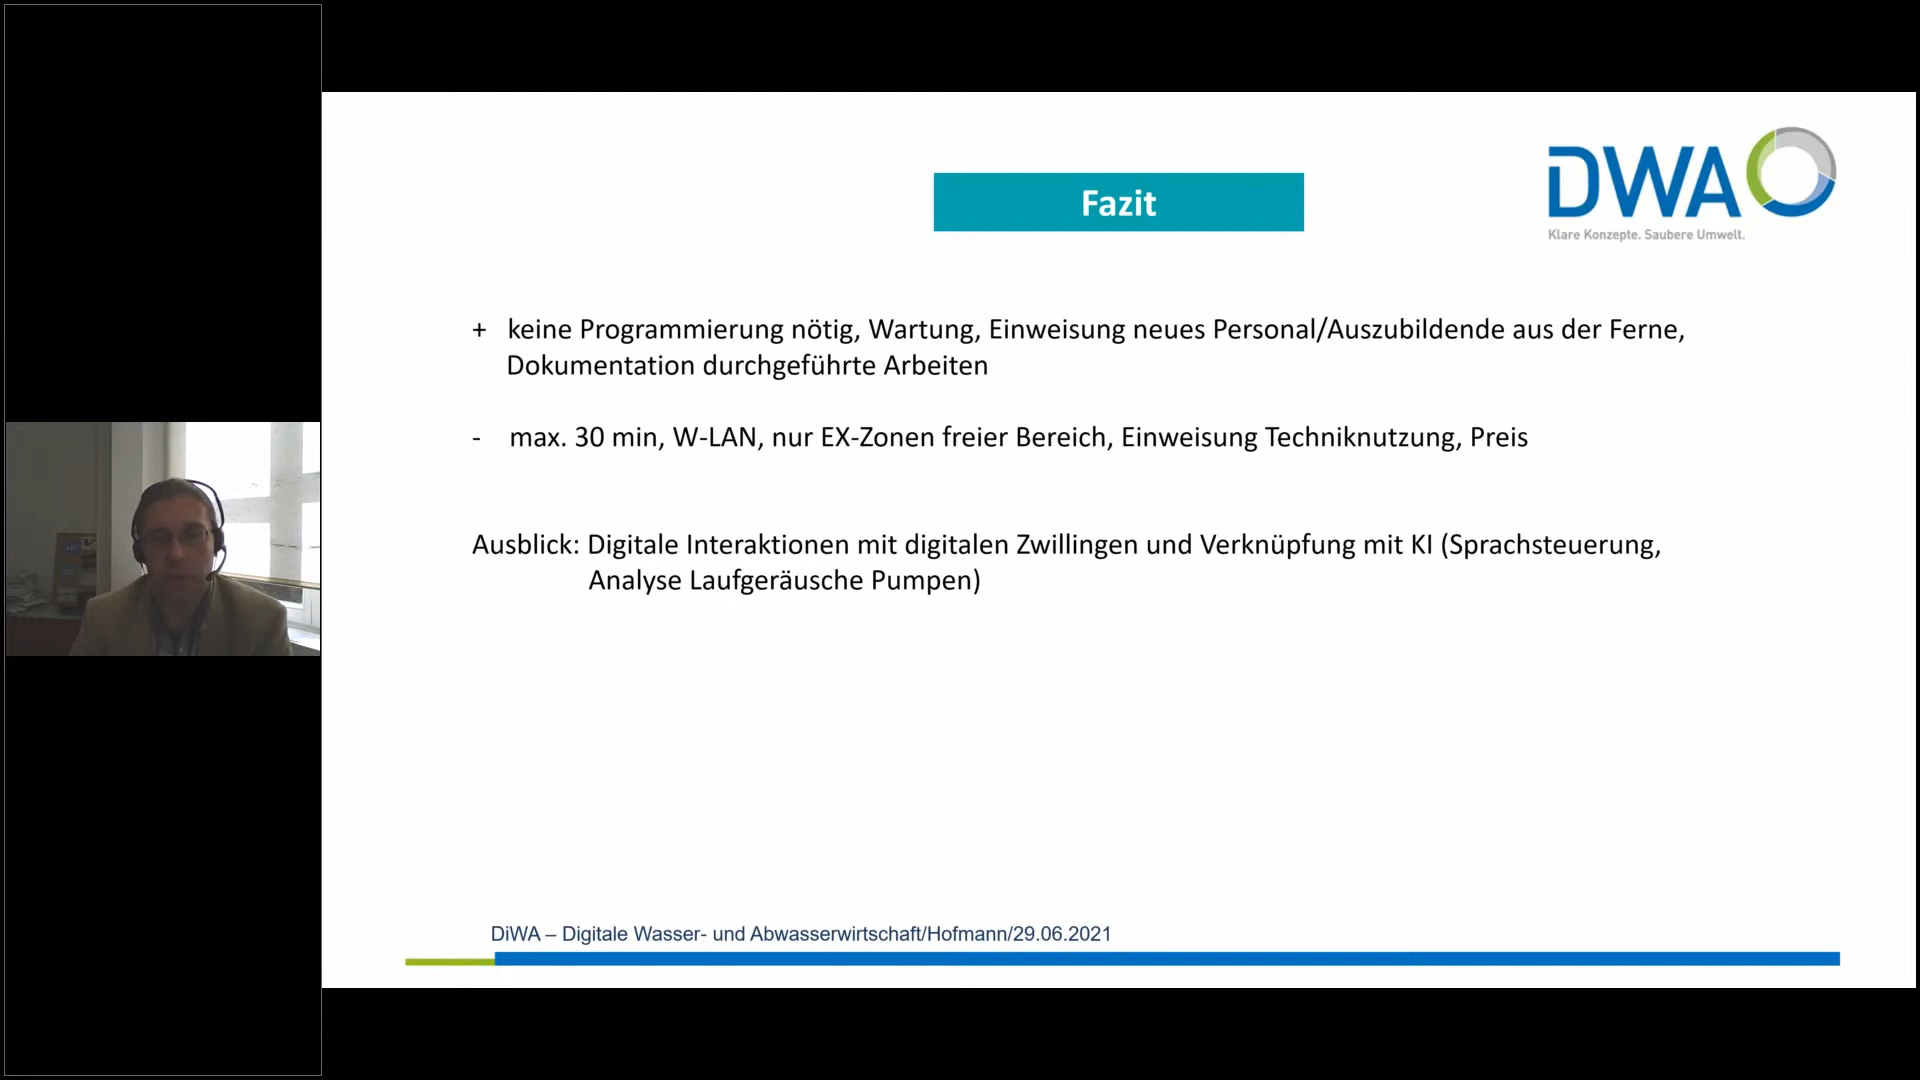 DWA
Klare Konzepte. Saubere Umwelt.
Fazit
+ keine Programmierung nötig, Wartung, Einweisung neues Personal/Auszubildende aus der Ferne,
Dokumentation durchgeführte Arbeiten
- max. 30 min, W-LAN, nur EX-Zonen freier Bereich, Einweisung Techniknutzung, Preis
Ausblick: Digitale Interaktionen mit digitalen Zwillingen und Verknüpfung mit KI (Sprachsteuerung,
Analyse Laufgeräusche Pumpen)
DiWA – Digitale Wasser- und Abwasserwirtschaft/Hofmann/29.06.2021